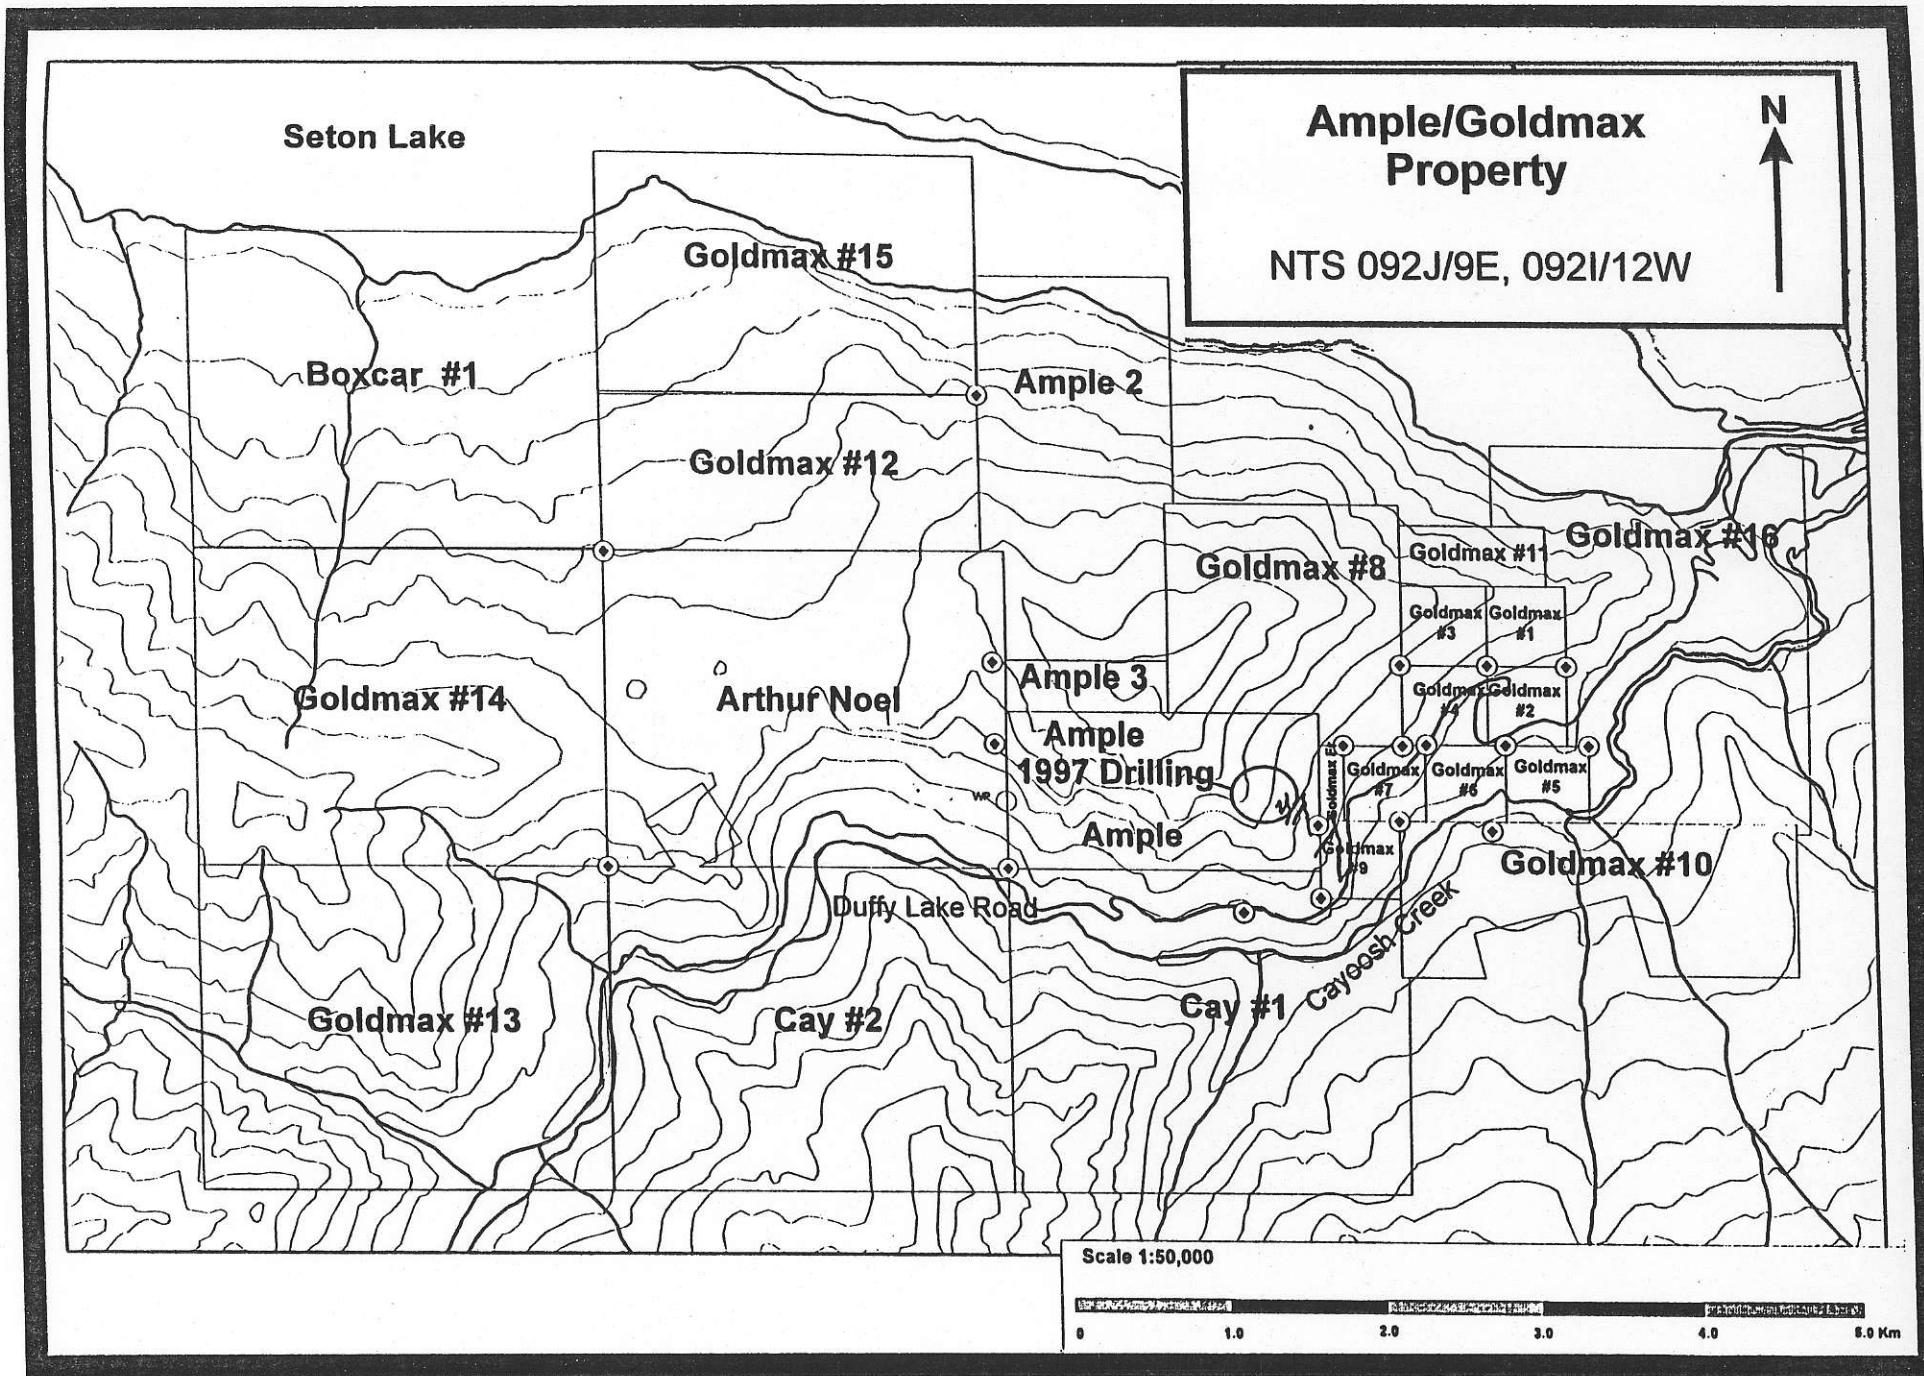 Ample/Goldmax
Property
N
NTS 092J/9E, 092I/12W
Seton Lake
Goldmax #15
Boxcar #1
Ample 2
Goldmax #12
Goldmax #16
Goldmax #11
Goldmax #8
Goldmax
#3
Goldmax
#1
Goldmax #14
Arthur Noel
Ample 3
Goldmax
#4
Goldmax
#2
Ample
1997 Drilling
WR
Goldmax
#7
Goldmax
#6
Goldmax
#5
Ample
Goldmax
#9
Goldmax #10
Duffy Lake Road
Cayoosh Creek
Goldmax #13
Cay #2
Cay #1
Scale 1:50,000
0 1.0 2.0 3.0 4.0 5.0 Km